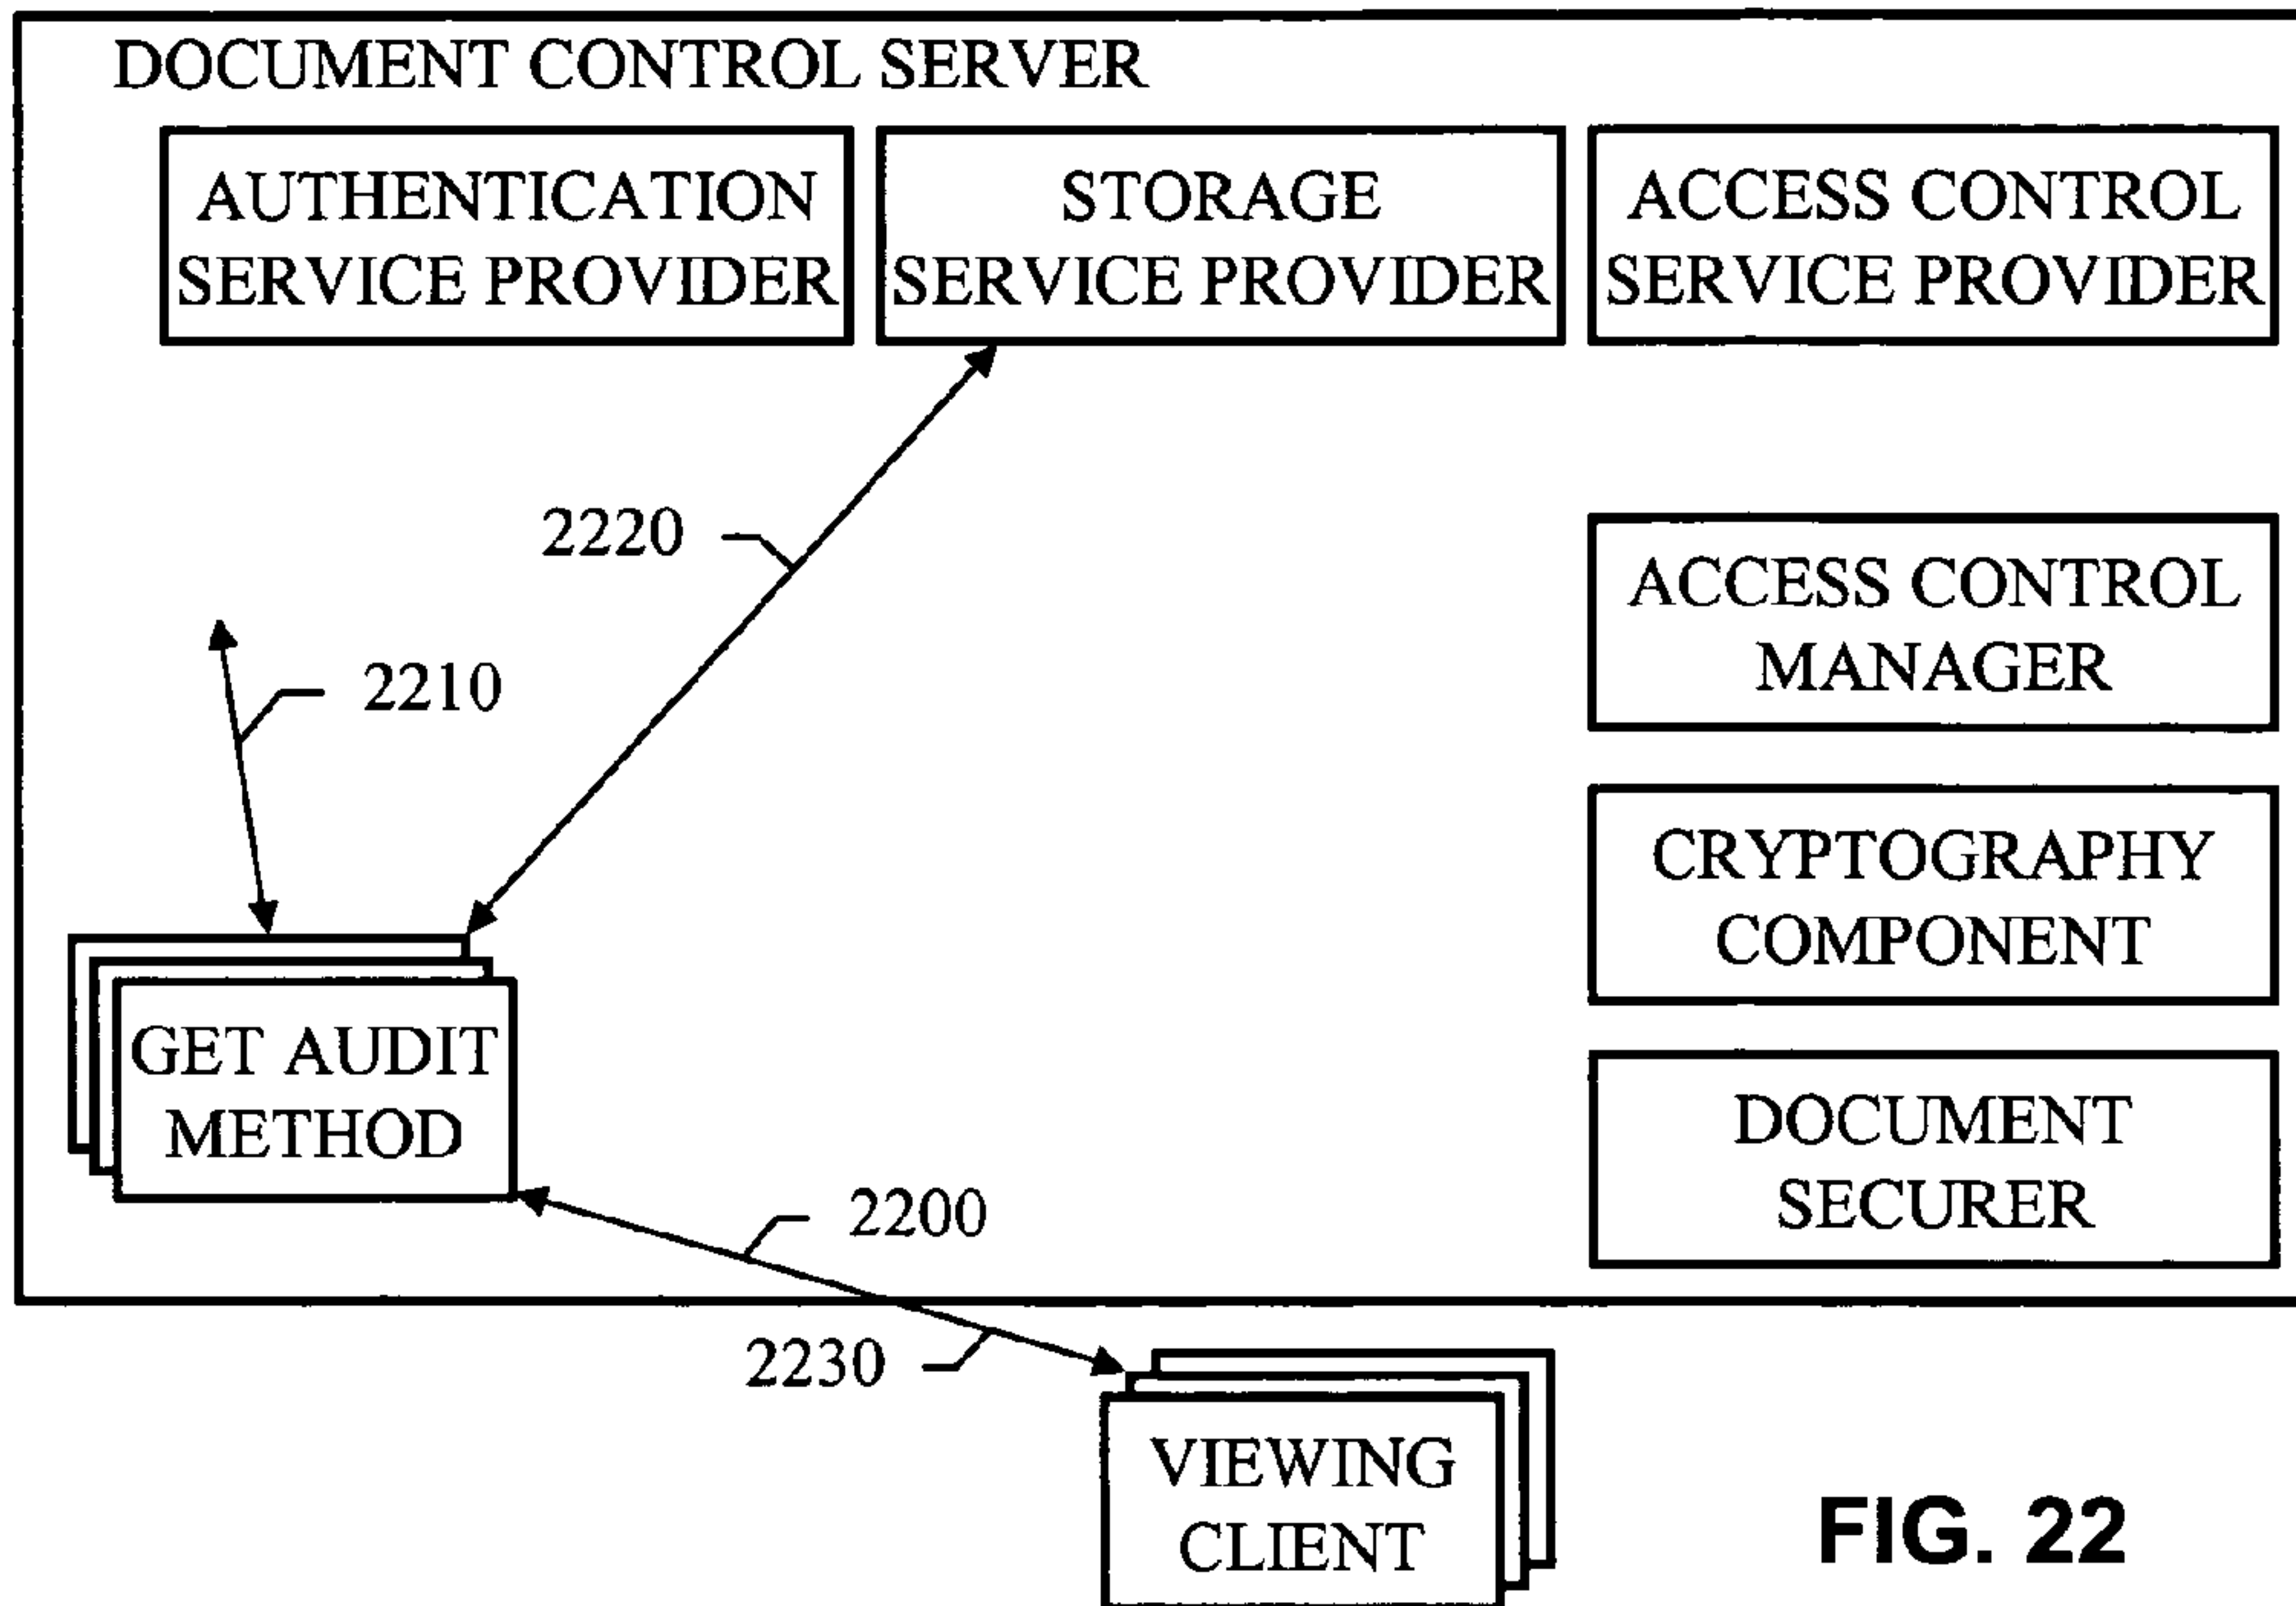 DOCUMENT CONTROL SERVER
AUTHENTICATION
SERVICE PROVIDER
STORAGE
SERVICE PROVIDER
ACCESS CONTROL
SERVICE PROVIDER
2220
ACCESS CONTROL
MANAGER
2210
CRYPTOGRAPHY
COMPONENT
GET AUDIT
METHOD
DOCUMENT
SECURER
2200
2230
VIEWING
CLIENT
FIG. 22